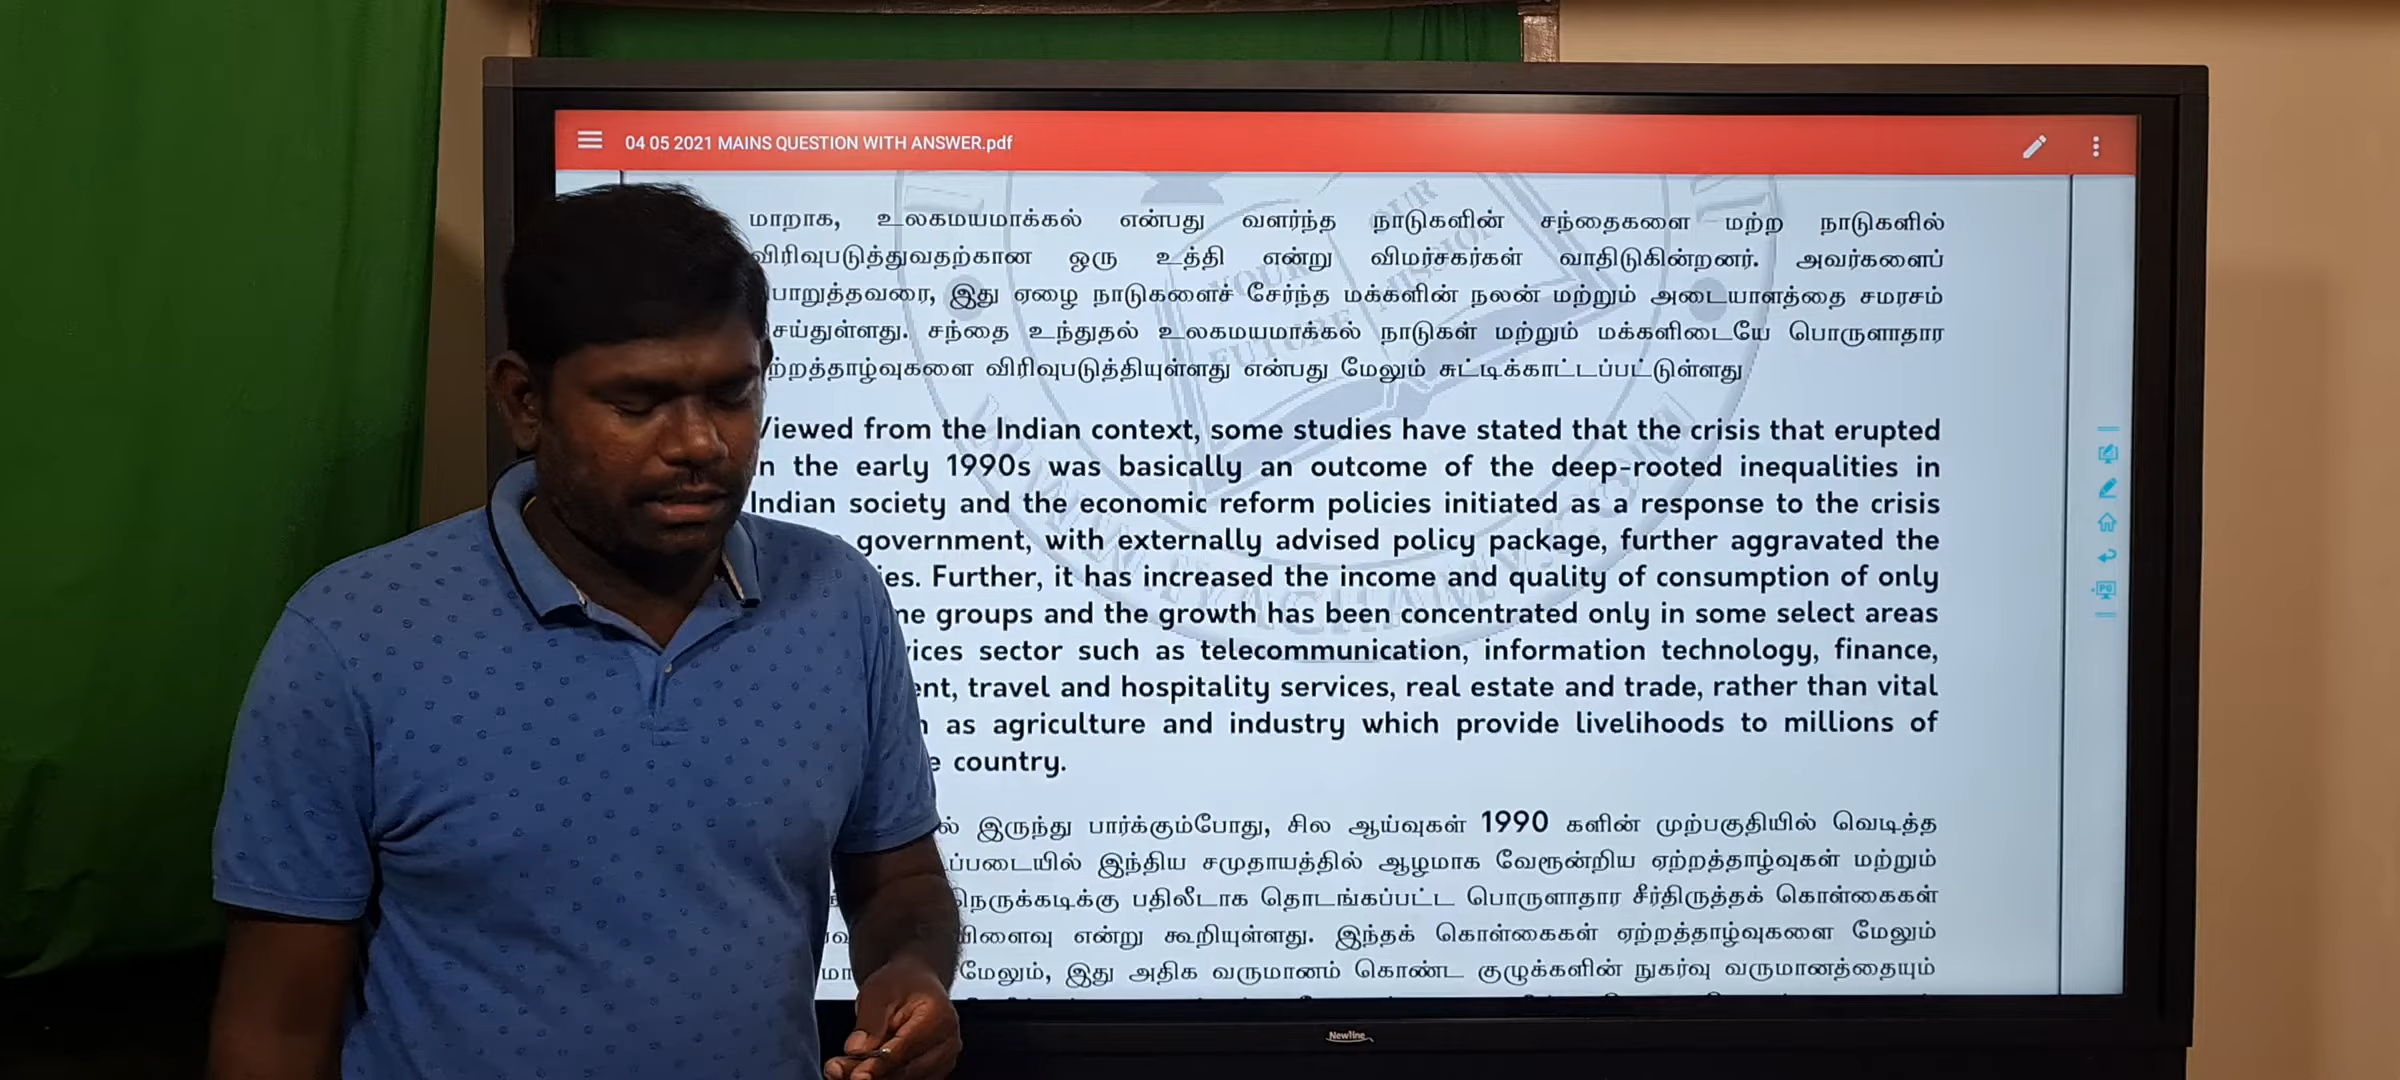 04 05 2021 MAINS QUESTION WITH ANSWER.pdf
மாறாக, உலகமயமாக்கல் என்பது வளர்ந்த நாடுகளின் சந்தைகளை மற்ற நாடுகளில்
விரிவுபடுத்துவதற்கான ஒரு உத்தி என்று விமர்சகர்கள் வாதிடுகின்றனர். அவர்களைப்
பாறுத்தவரை, இது ஏழை நாடுகளைச் சேர்ந்த மக்களின் நலன் மற்றும் அடையாளத்தை சமரசம்
சய்துள்ளது. சந்தை உந்துதல் உலகமயமாக்கல் நாடுகள் மற்றும் மக்களிடையே பொருளாதார
ற்றத்தாழ்வுகளை விரிவுபடுத்தியுள்ளது என்பது மேலும் சுட்டிக்காட்டப்பட்டுள்ளது
Viewed from the Indian context, some studies have stated that the crisis that erupted
n the early 1990s was basically an outcome of the deep-rooted inequalities in
Indian society and the economic reform policies initiated as a response to the crisis
government, with externally advised policy package, further aggravated the
ies. Further, it has increased the income and quality of consumption of only
me groups and the growth has been concentrated only in some select areas
vices sector such as telecommunication, information technology, finance,
ent, travel and hospitality services, real estate and trade, rather than vital
as agriculture and industry which provide livelihoods to millions of
e country.
ல் இருந்து பார்க்கும்போது, சில ஆய்வுகள் 1990 களின் முற்பகுதியில் வெடித்த
ப்படையில் இந்திய சமுதாயத்தில் ஆழமாக வேரூன்றிய ஏற்றத்தாழ்வுகள் மற்றும்
நெருக்கடிக்கு பதிலீடாக தொடங்கப்பட்ட பொருளாதார சீர்திருத்தக் கொள்கைகள்
விளைவு என்று கூறியுள்ளது. இந்தக் கொள்கைகள் ஏற்றத்தாழ்வுகளை மேலும்
மா மேலும், இது அதிக வருமானம் கொண்ட குழுக்களின் நுகர்வு வருமானத்தையும்
Newline